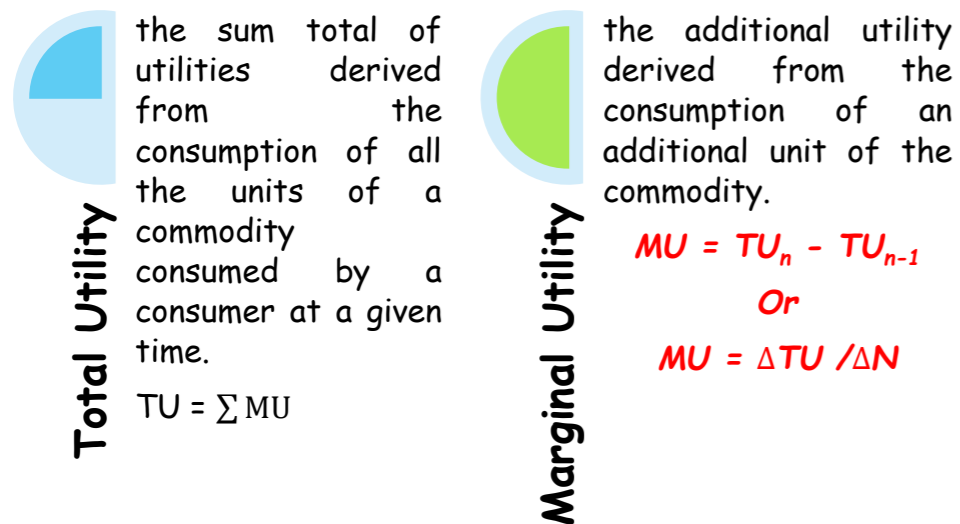 Total Utility
the sum total of
utilities derived
from the
consumption of all
the units of a
commodity
consumed by a
consumer at a given
time.
TU = ∑ MU
Marginal Utility
the additional utility
derived from the
consumption of an
additional unit of the
commodity.
MU = TUₙ - TUₙ₋₁
Or
MU = ΔTU /ΔN